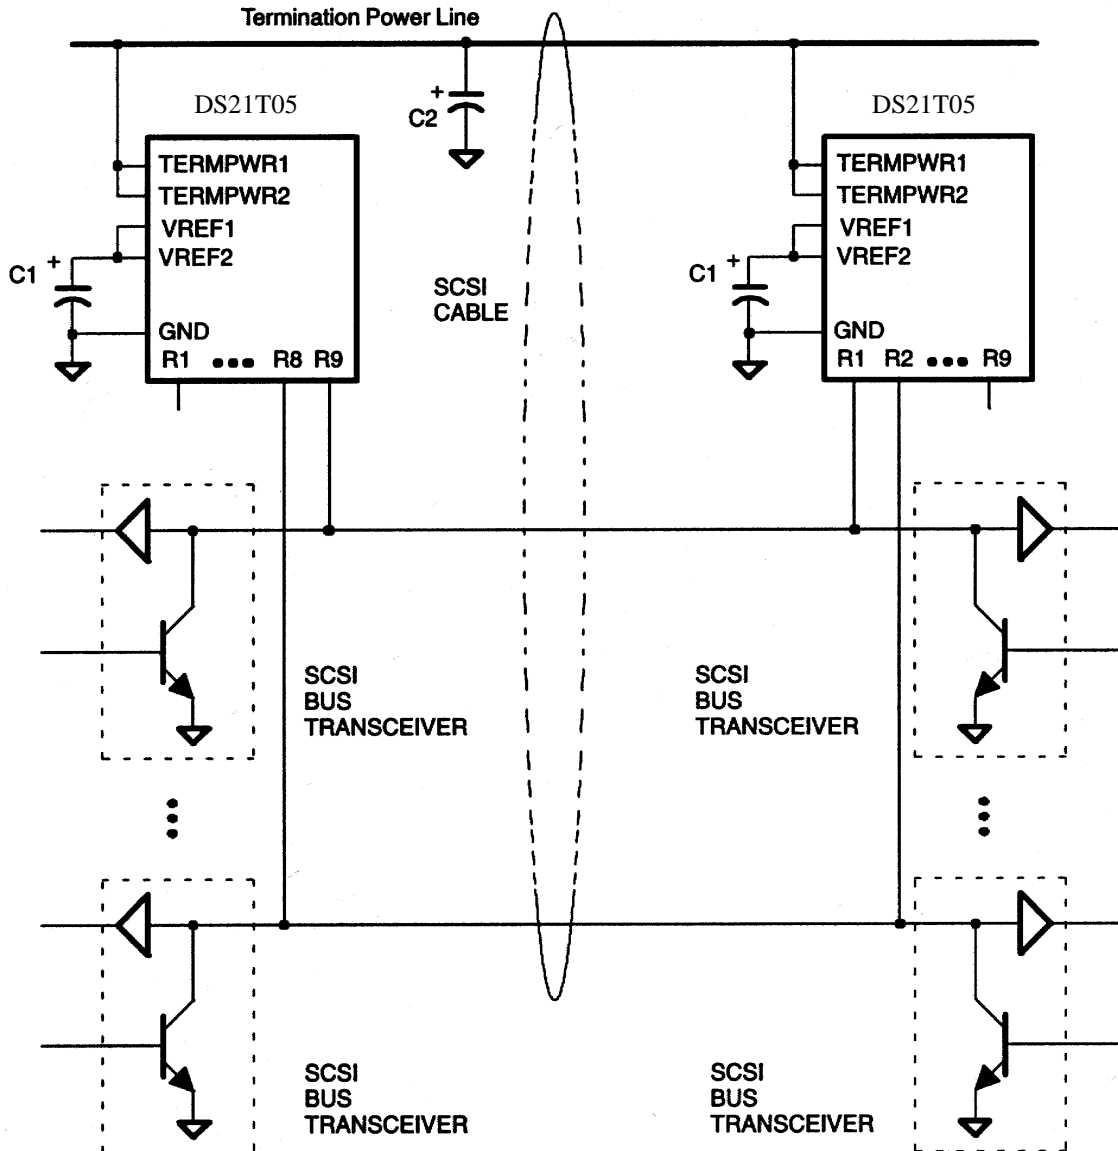 Termination Power Line
DS21T05
+
C2
DS21T05
TERMPWR1
TERMPWR2
VREF1
VREF2
C1 +
GND
R1 ••• R8 R9
SCSI
CABLE
TERMPWR1
TERMPWR2
VREF1
VREF2
C1 +
GND
R1 R2 ••• R9
SCSI
BUS
TRANSCEIVER
SCSI
BUS
TRANSCEIVER
SCSI
BUS
TRANSCEIVER
SCSI
BUS
TRANSCEIVER